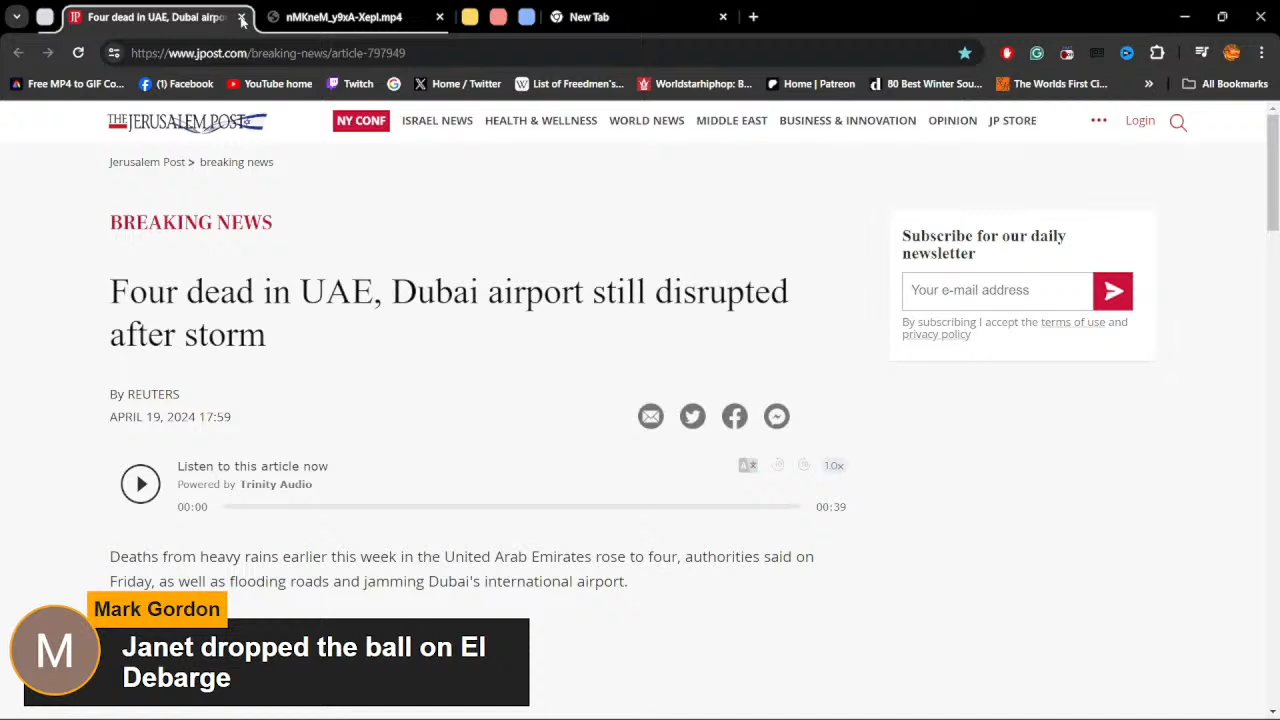 Four dead in UAE, Dubai airpo
nMKneM_y9xA-Xepl.mp4
New Tab
https://www.jpost.com/breaking-news/article-797949
Free MP4 to GIF Co...
(1) Facebook
YouTube home
Twitch
Home / Twitter
List of Freedmen's...
Worldstarhiphop: B...
Home | Patreon
80 Best Winter Sou...
The Worlds First Cl...
All Bookmarks
THE JERUSALEM POST
NY CONF
ISRAEL NEWS
HEALTH & WELLNESS
WORLD NEWS
MIDDLE EAST
BUSINESS & INNOVATION
OPINION
JP STORE
Login
Jerusalem Post > breaking news
BREAKING NEWS
Four dead in UAE, Dubai airport still disrupted
after storm
By REUTERS
APRIL 19, 2024 17:59
Listen to this article now
Powered by Trinity Audio
1.0x
00:00
00:39
Deaths from heavy rains earlier this week in the United Arab Emirates rose to four, authorities said on
Friday, as well as flooding roads and jamming Dubai's international airport.
Subscribe for our daily
newsletter
Your e-mail address
By subscribing I accept the terms of use and
privacy policy
Mark Gordon
M
Janet dropped the ball on El
Debarge